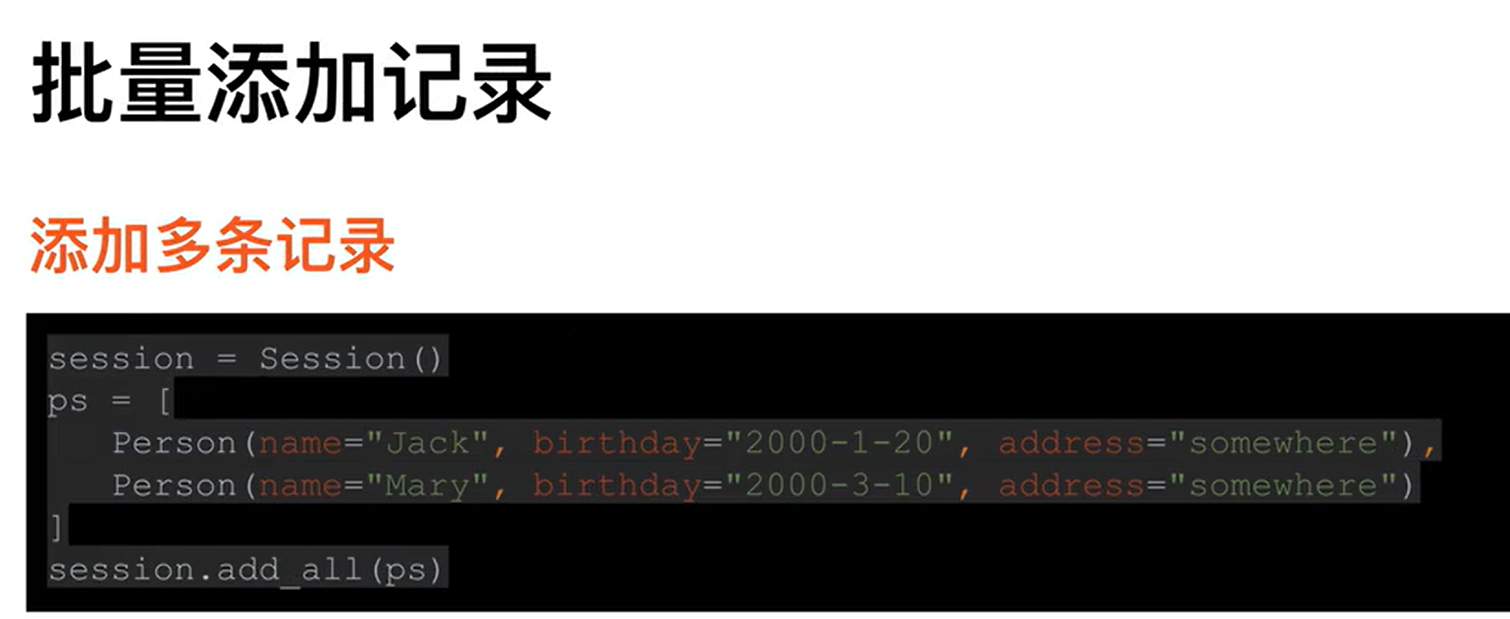 批量添加记录
添加多条记录
session = Session()
ps = [
   Person(name="Jack", birthday="2000-1-20", address="somewhere"),
   Person(name="Mary", birthday="2000-3-10", address="somewhere")
]
session.add_all(ps)